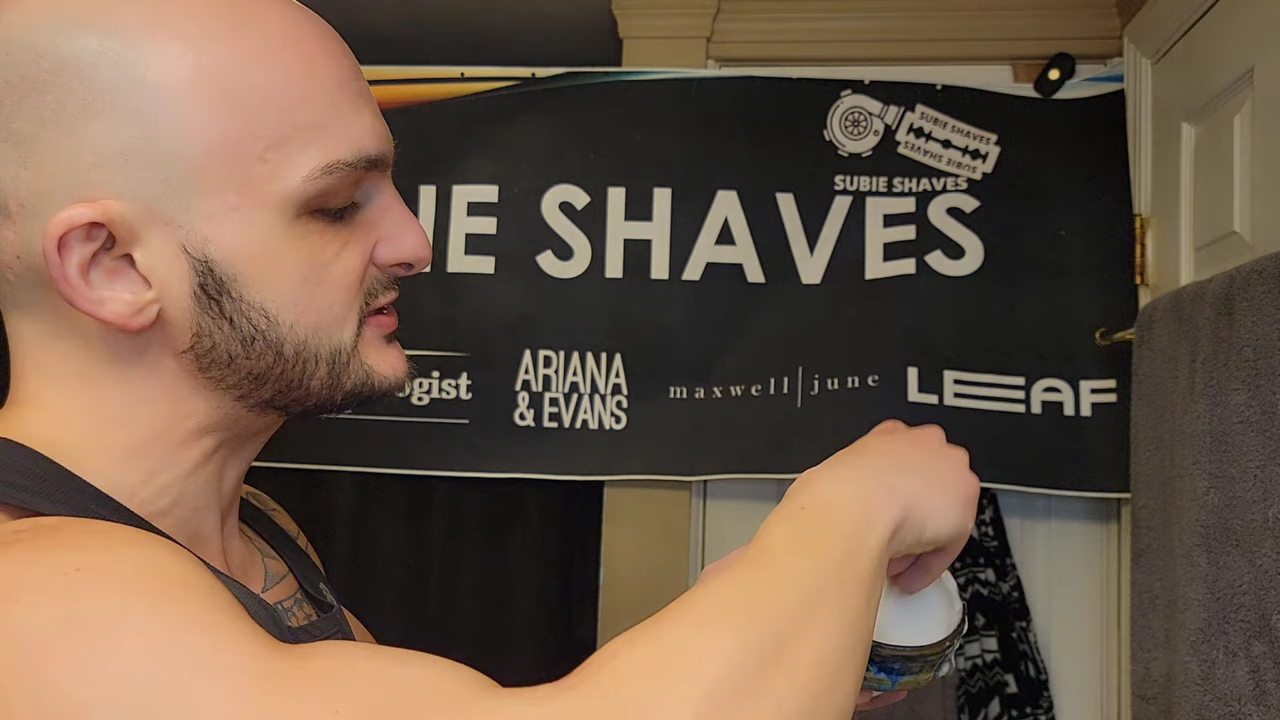 SUBIE SHAVES
SUBIE SHAVES
SUBIE SHAVES
IE SHAVES
ogist
ARIANA
& EVANS
maxwell|june
LEAF